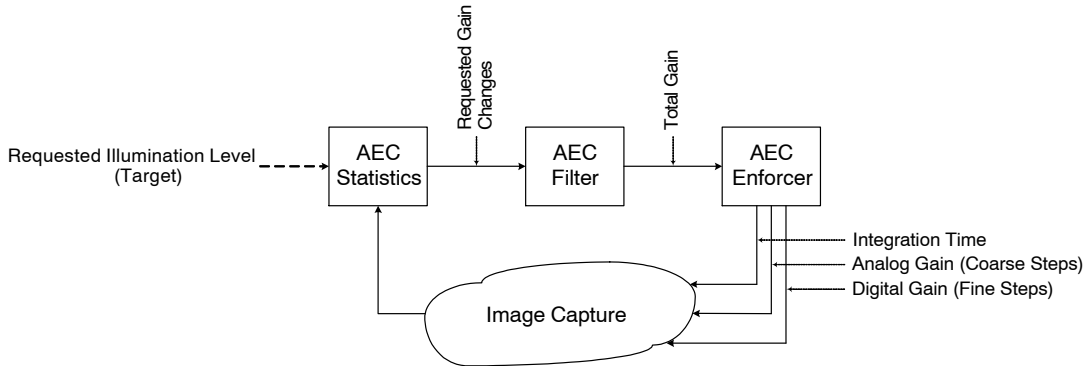 Requested Gain
Changes
Total Gain
Requested Illumination Level
(Target)
AEC
Statistics
AEC
Filter
AEC
Enforcer
Integration Time
Analog Gain (Coarse Steps)
Digital Gain (Fine Steps)
Image Capture